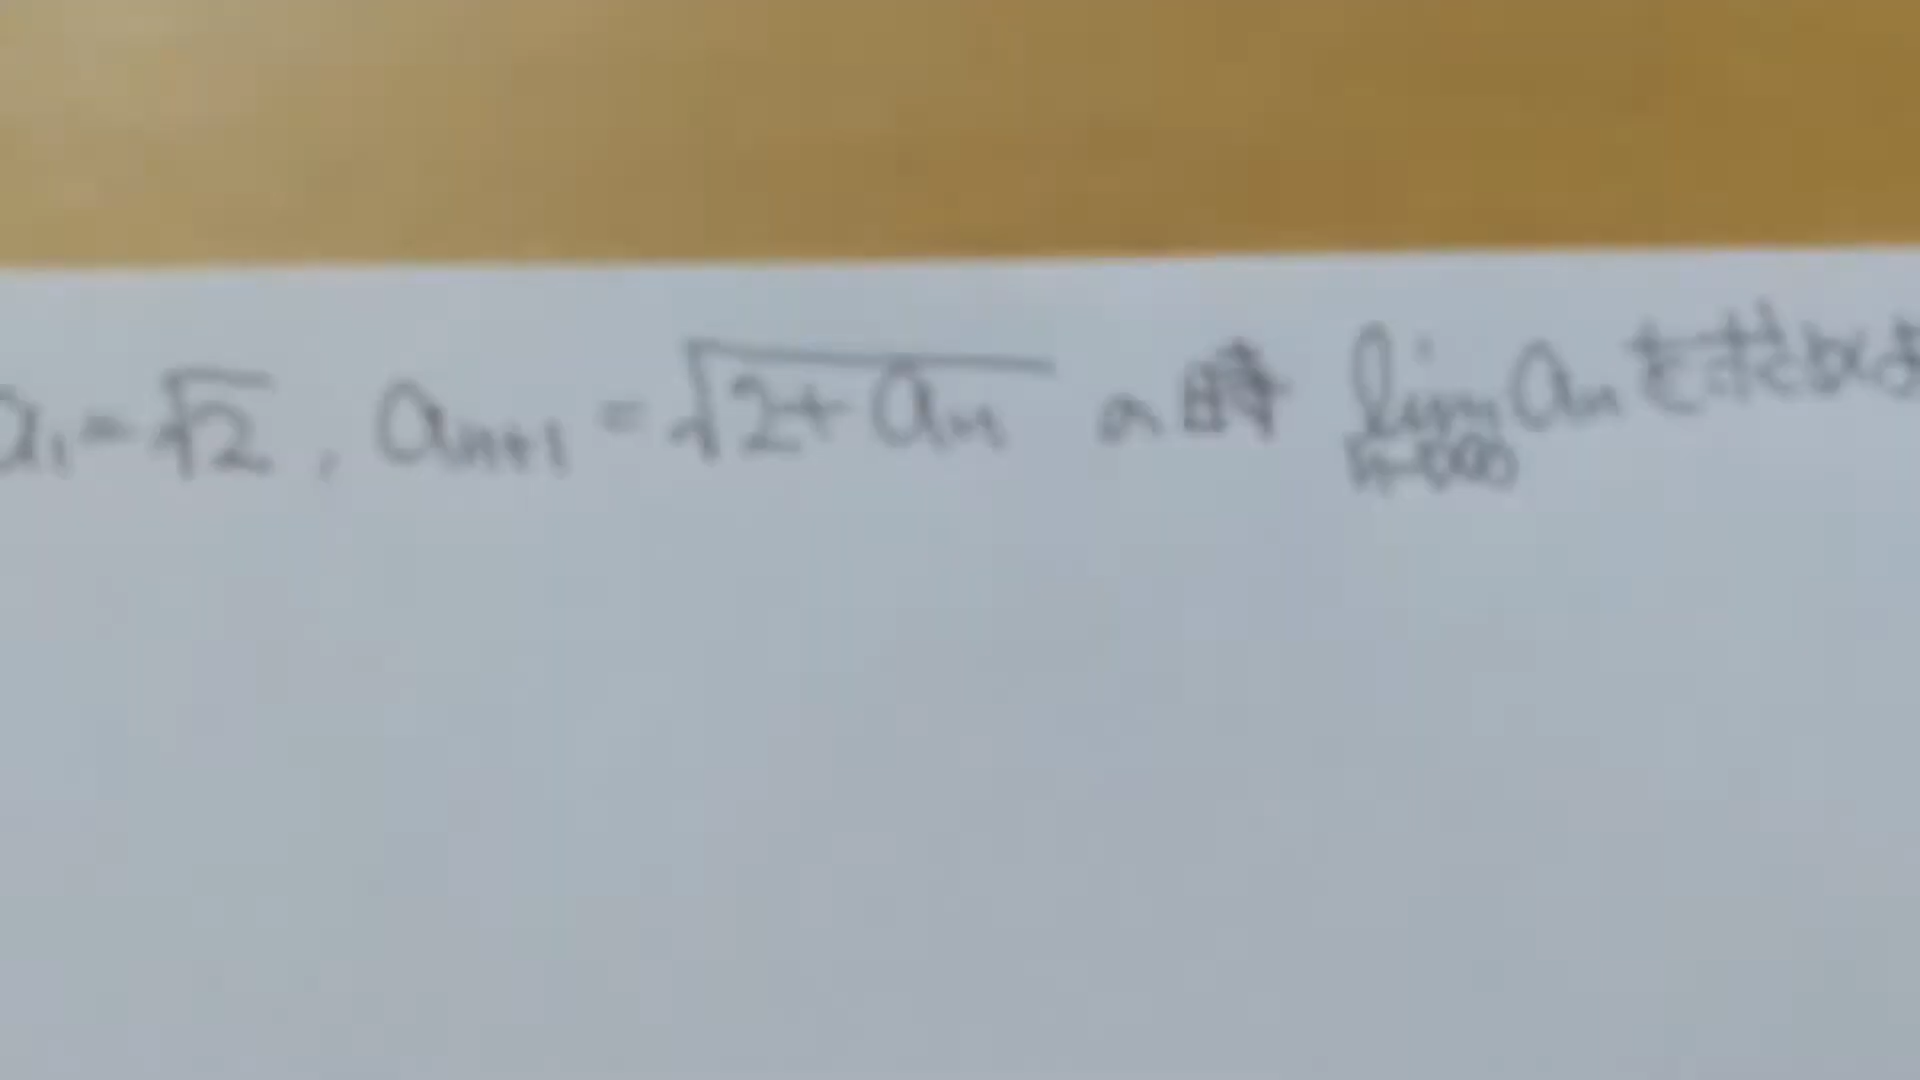 a₁=√2, aₙ₊₁=√(2+aₙ) の時 lim_{n→∞} aₙ を求めよ